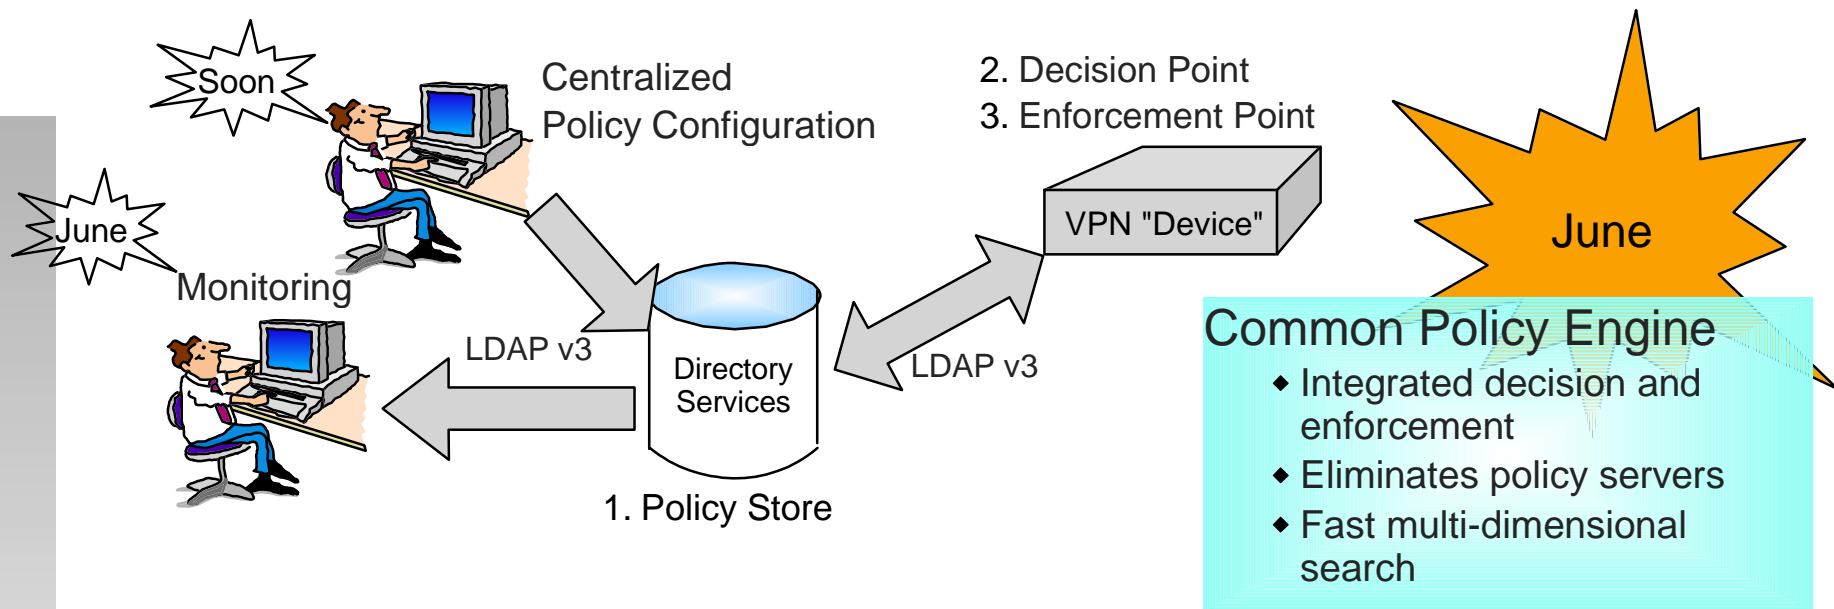 Soon
Centralized
Policy Configuration
2. Decision Point
3. Enforcement Point
June
Monitoring
VPN "Device"
June
LDAP v3
Directory
Services
LDAP v3
1. Policy Store
Common Policy Engine
◆ Integrated decision and
enforcement
◆ Eliminates policy servers
◆ Fast multi-dimensional
search